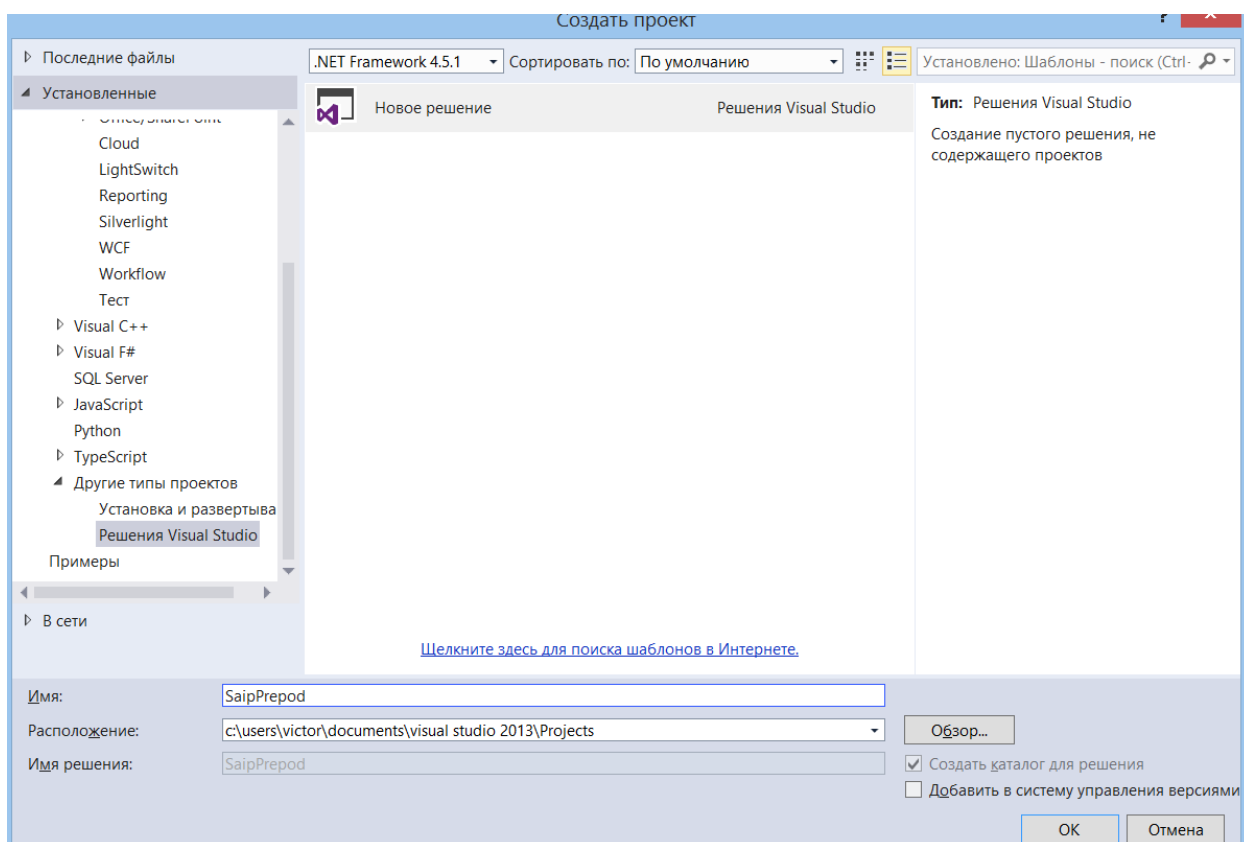 Создать проект
?
Последние файлы
.NET Framework 4.5.1
Сортировать по:
По умолчанию
Установлено: Шаблоны - поиск (Ctrl-
Установленные
Office/SharePoint
Cloud
LightSwitch
Reporting
Silverlight
WCF
Workflow
Тест
Visual C++
Visual F#
SQL Server
JavaScript
Python
TypeScript
Другие типы проектов
Установка и развертыва
Решения Visual Studio
Примеры
В сети
Новое решение
Решения Visual Studio
Щелкните здесь для поиска шаблонов в Интернете.
Тип: Решения Visual Studio
Создание пустого решения, не
содержащего проектов
Имя:
SaipPrepod
Расположение:
c:\users\victor\documents\visual studio 2013\Projects
Обзор...
Имя решения:
SaipPrepod
Создать каталог для решения
Добавить в систему управления версиями
ОК
Отмена